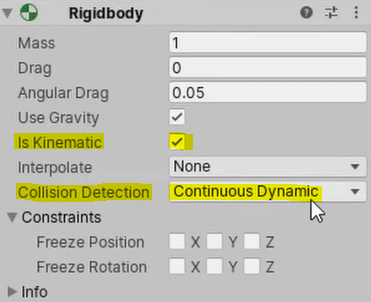 Rigidbody
Mass 1
Drag 0
Angular Drag 0.05
Use Gravity
Is Kinematic
Interpolate None
Collision Detection Continuous Dynamic
Constraints
Freeze Position X Y Z
Freeze Rotation X Y Z
Info